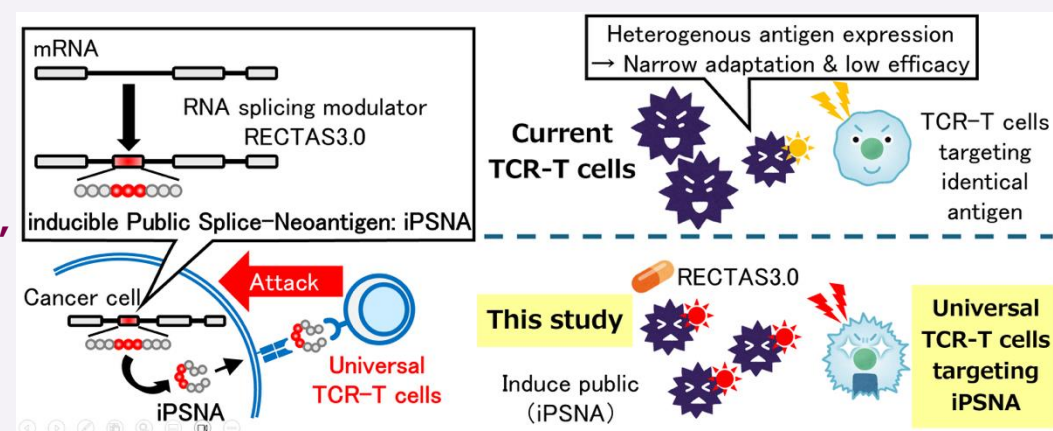 mRNA
RNA splicing modulator
RECTAS3.0
inducible Public Splice-Neoantigen: iPSNA
Cancer cell
Attack
iPSNA
Universal
TCR-T cells
Heterogenous antigen expression
→ Narrow adaptation & low efficacy
Current
TCR-T cells
TCR-T cells
targeting
identical
antigen
RECTAS3.0
This study
Induce public
(iPSNA)
Universal
TCR-T cells
targeting
iPSNA